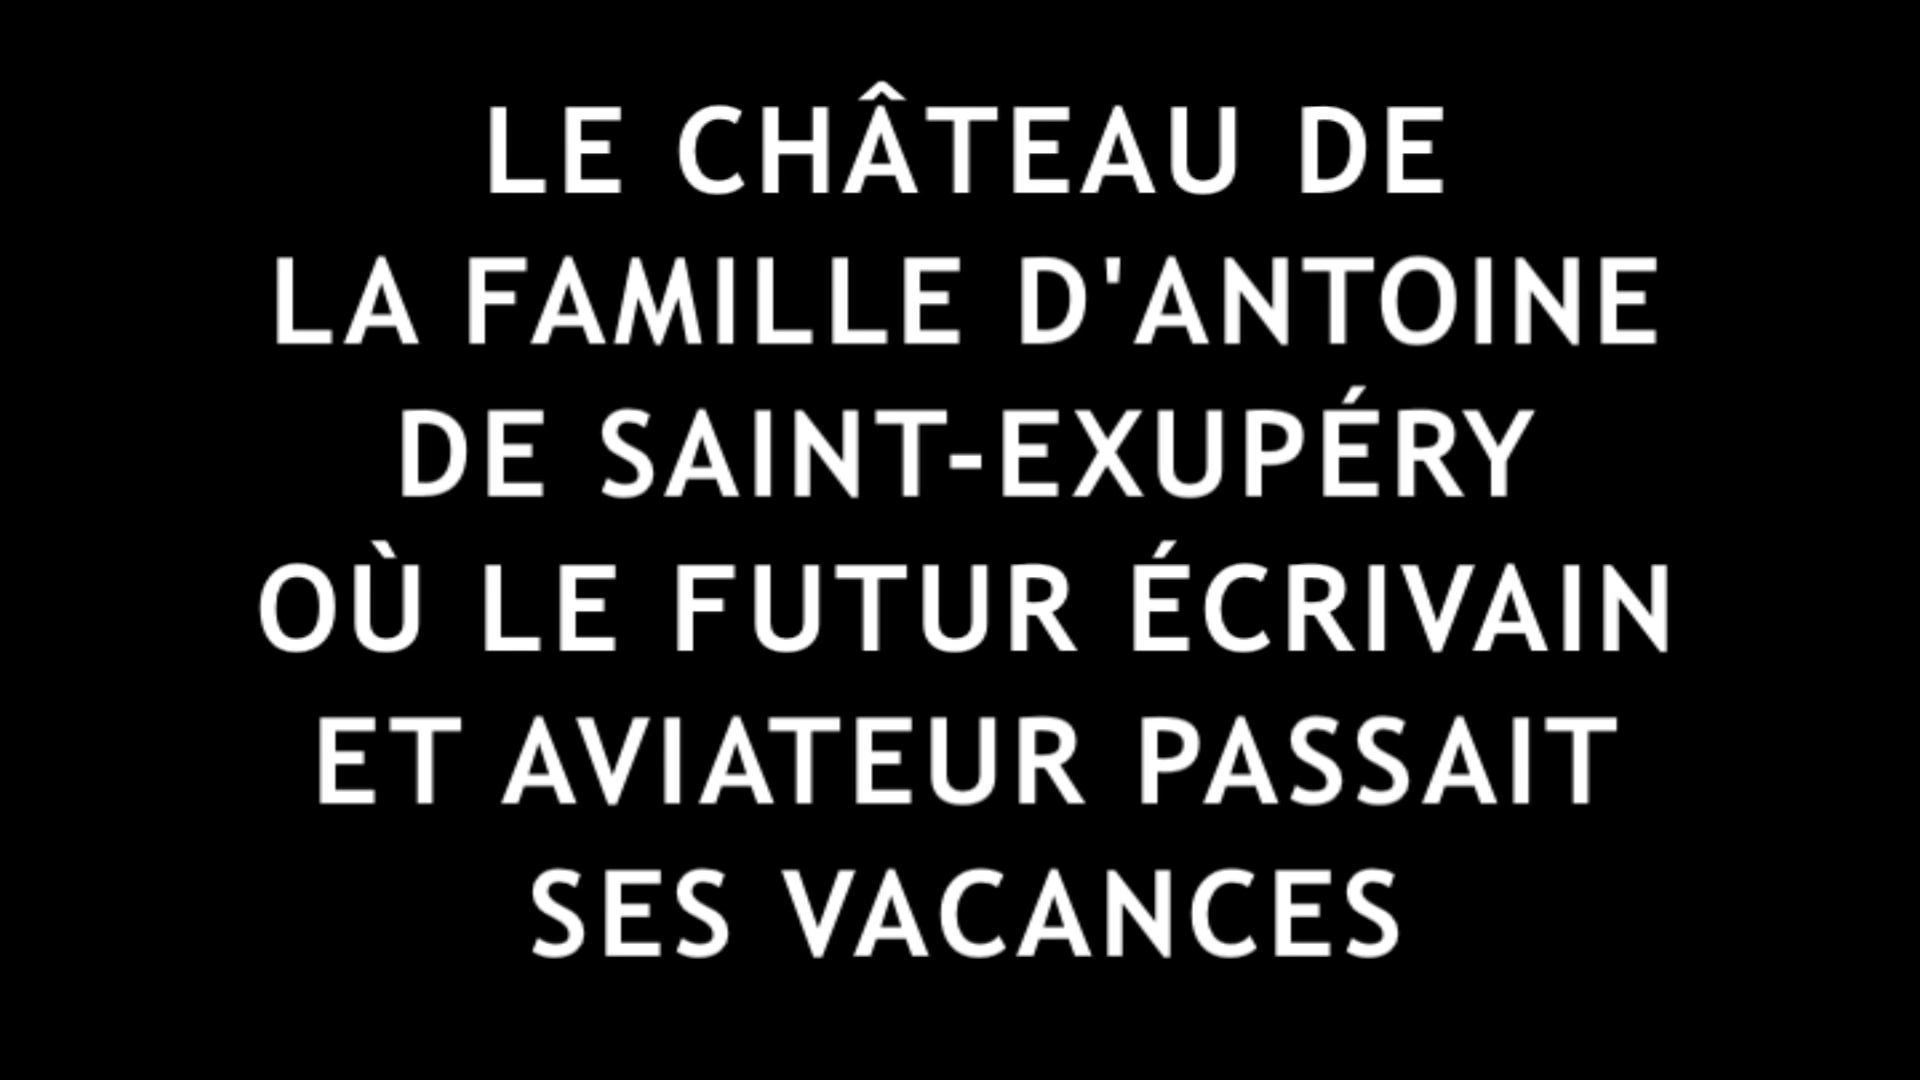 LE CHÂTEAU DE
LA FAMILLE D'ANTOINE
DE SAINT-EXUPÉRY
OÙ LE FUTUR ÉCRIVAIN
ET AVIATEUR PASSAIT
SES VACANCES